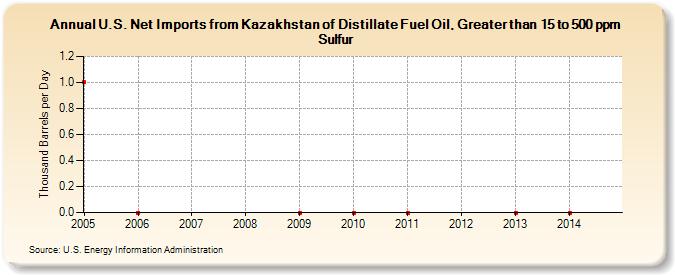 Annual U.S. Net Imports from Kazakhstan of Distillate Fuel Oil, Greater than 15 to 500 ppm
Sulfur
Thousand Barrels per Day
1.2
1.0
0.8
0.6
0.4
0.2
0.0
2005 2006 2007 2008 2009 2010 2011 2012 2013 2014
Source: U.S. Energy Information Administration